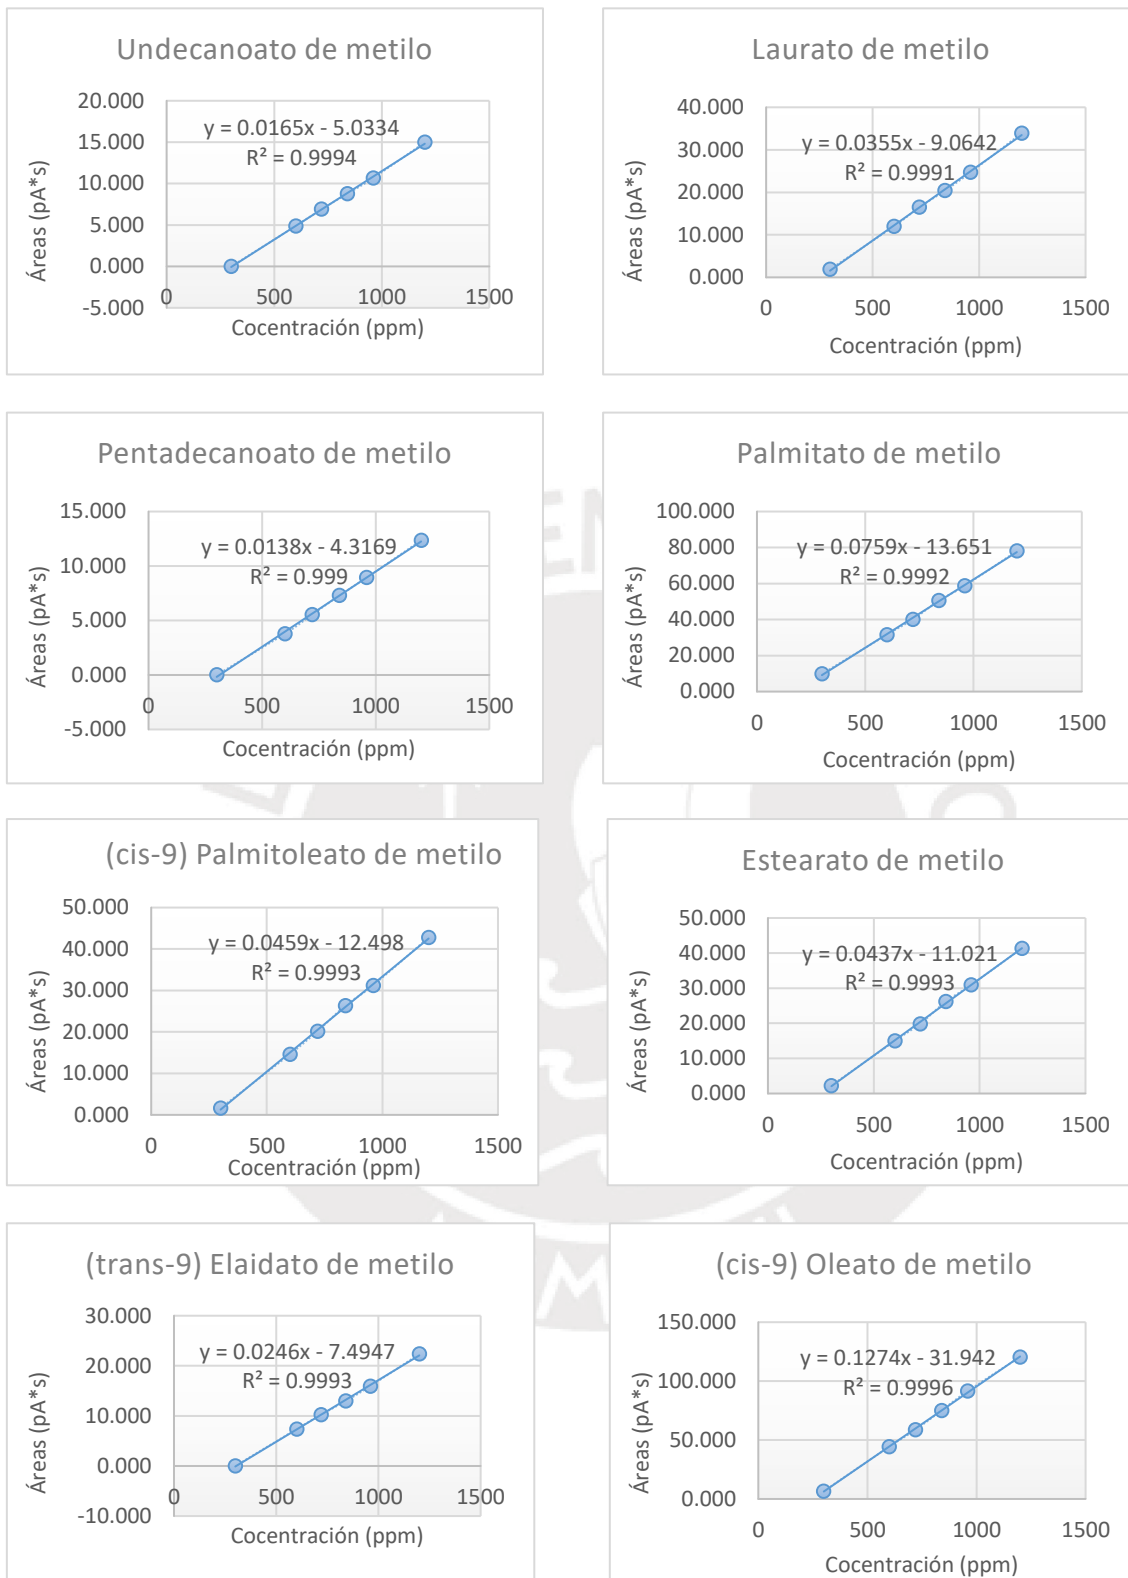 Undecanoato de metilo
20.000
15.000
10.000
5.000
0.000
-5.000
y = 0.0165x - 5.0334
R² = 0.9994
0
500
1000
1500
Áreas (pA*s)
Cocentración (ppm)
Laurato de metilo
40.000
30.000
20.000
10.000
0.000
y = 0.0355x - 9.0642
R² = 0.9991
0
500
1000
1500
Áreas (pA*s)
Cocentración (ppm)
Pentadecanoato de metilo
15.000
10.000
5.000
0.000
-5.000
y = 0.0138x - 4.3169
R² = 0.999
0
500
1000
1500
Áreas (pA*s)
Cocentración (ppm)
Palmitato de metilo
100.000
80.000
60.000
40.000
20.000
0.000
y = 0.0759x - 13.651
R² = 0.9992
0
500
1000
1500
Áreas (pA*s)
Cocentración (ppm)
(cis-9) Palmitoleato de metilo
50.000
40.000
30.000
20.000
10.000
0.000
y = 0.0459x - 12.498
R² = 0.9993
0
500
1000
1500
Áreas (pA*s)
Cocentración (ppm)
Estearato de metilo
50.000
40.000
30.000
20.000
10.000
0.000
y = 0.0437x - 11.021
R² = 0.9993
0
500
1000
1500
Áreas (pA*s)
Cocentración (ppm)
(trans-9) Elaidato de metilo
30.000
20.000
10.000
0.000
-10.000
y = 0.0246x - 7.4947
R² = 0.9993
0
500
1000
1500
Áreas (pA*s)
Cocentración (ppm)
(cis-9) Oleato de metilo
150.000
100.000
50.000
0.000
y = 0.1274x - 31.942
R² = 0.9996
0
500
1000
1500
Áreas (pA*s)
Cocentración (ppm)